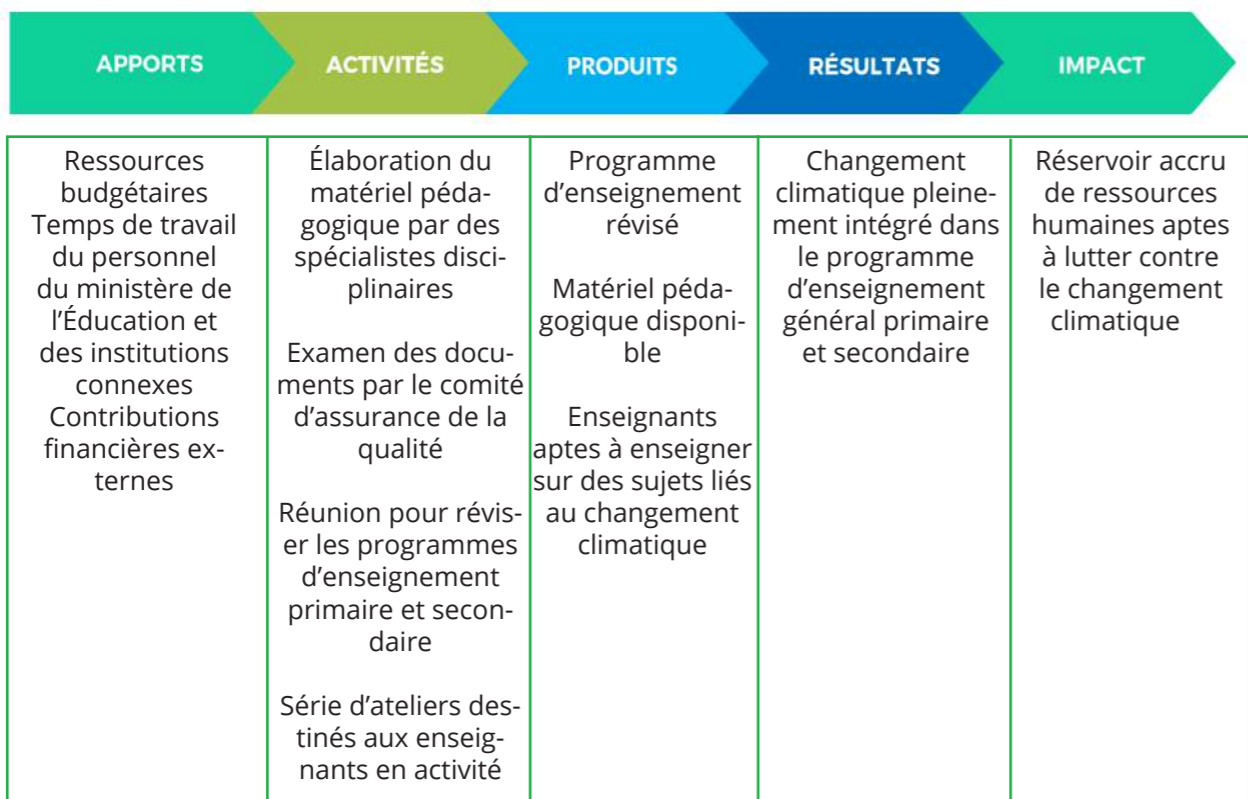 APPORTS
ACTIVITÉS
PRODUITS
RÉSULTATS
IMPACT
Ressources
budgétaires
Temps de travail
du personnel
du ministère de
l’Éducation et
des institutions
connexes
Contributions
financières ex-
ternes
Élaboration du
matériel péda-
gogique par des
spécialistes disci-
plinaires
Examen des docu-
ments par le comité
d’assurance de la
qualité
Réunion pour révis-
er les programmes
d’enseignement
primaire et secon-
daire
Série d’ateliers des-
tinés aux enseig-
nants en activité
Programme
d’enseignement
révisé
Matériel péda-
gogique disponi-
ble
Enseignants
aptes à enseigner
sur des sujets liés
au changement
climatique
Changement
climatique pleine-
ment intégré dans
le programme
d’enseignement
général primaire
et secondaire
Réservoir accru
de ressources
humaines aptes
à lutter contre
le changement
climatique